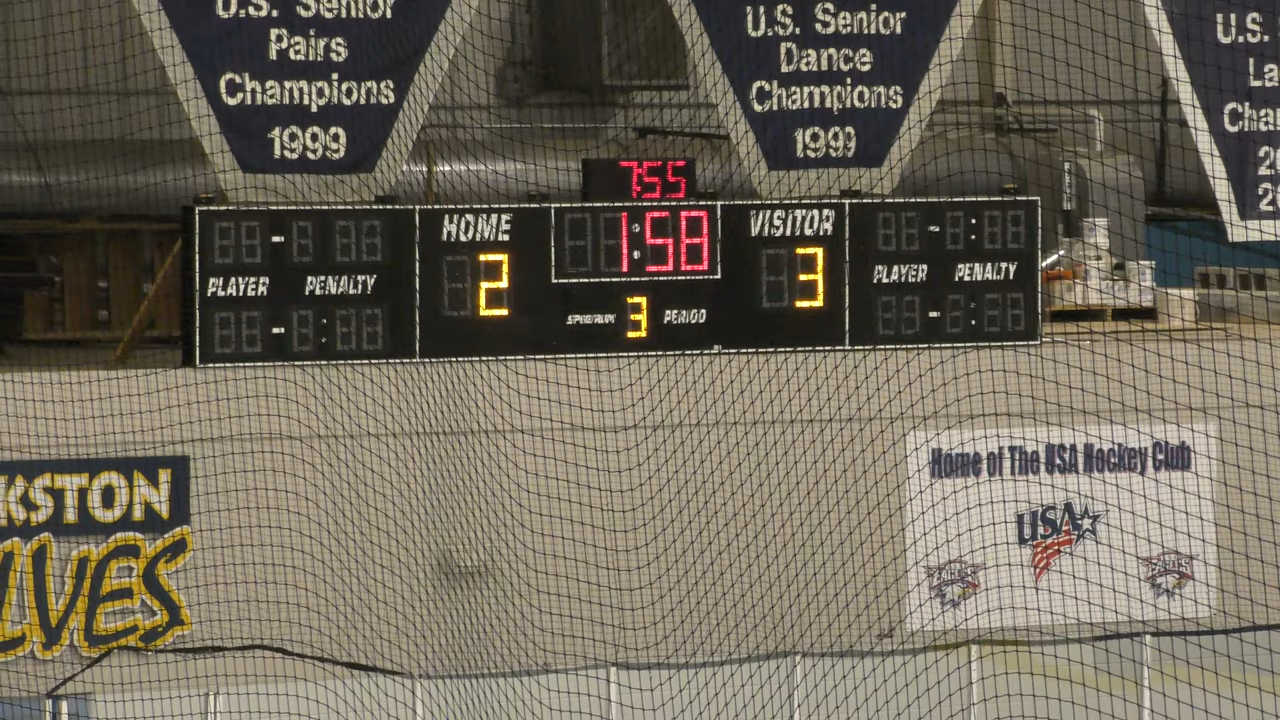 U.S. Senior
Pairs
Champions
1999
U.S. Senior
Dance
Champions
1999
U.S.
7:55
HOME
1:58
VISITOR
2
3
PLAYER PENALTY
PLAYER PENALTY
SPECTRUM 3 PERIOD
KSTON
LVES
Home of The USA Hockey Club
USA